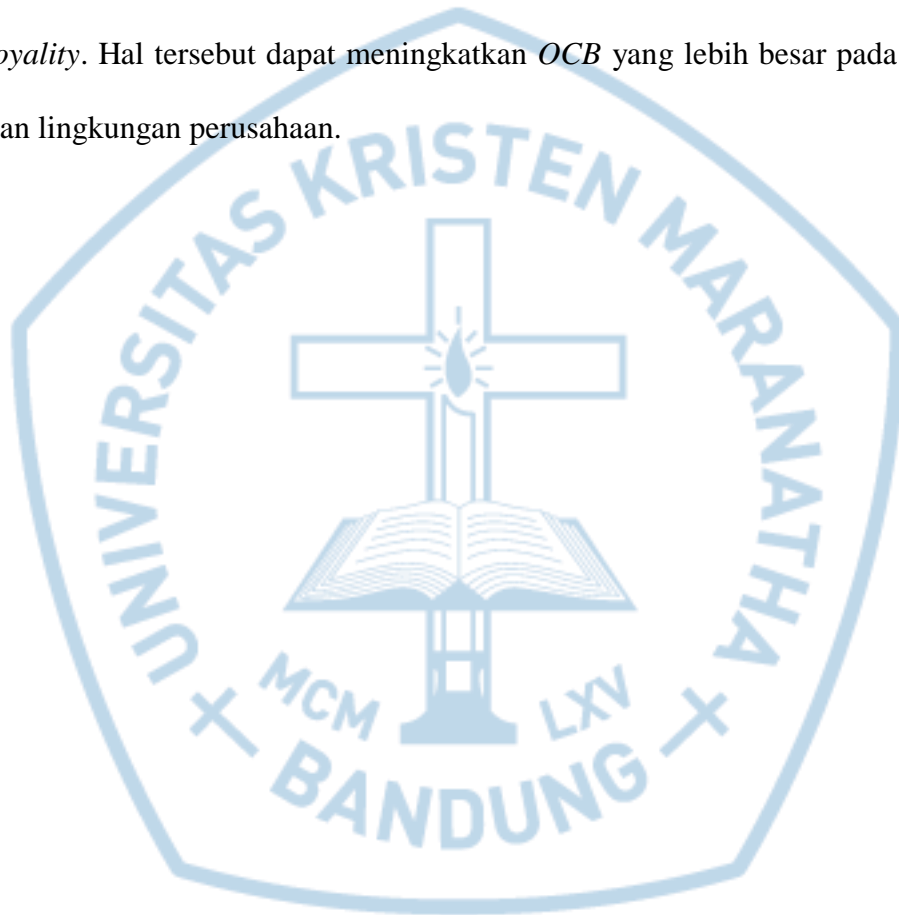 oyality. Hal tersebut dapat meningkatkan OCB yang lebih besar pada
an lingkungan perusahaan.
UNIVERSITAS KRISTEN MARANATHA
MCM LXV
BANDUNG